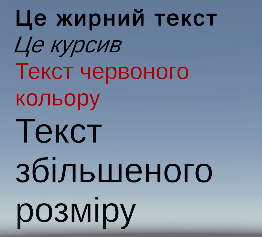 Це жирний текст
Це курсив
Текст червоного
кольору
Текст
збільшеного
розміру